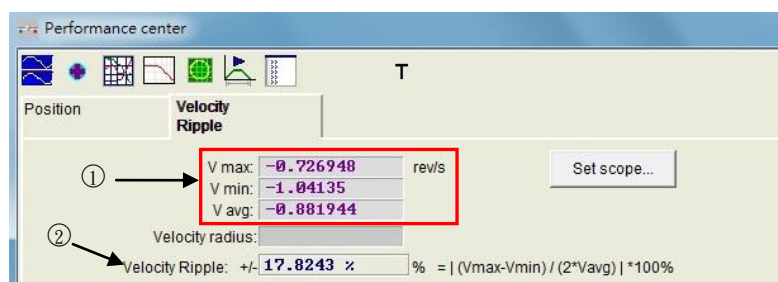 Performance center
T
Position
Velocity
Ripple
① V max: -0.726948 rev/s Set scope...
V min: -1.04135
V avg: -0.881944
② Velocity radius:
Velocity Ripple: +/- 17.8243 % % = | (Vmax-Vmin) / (2*Vavg) | *100%